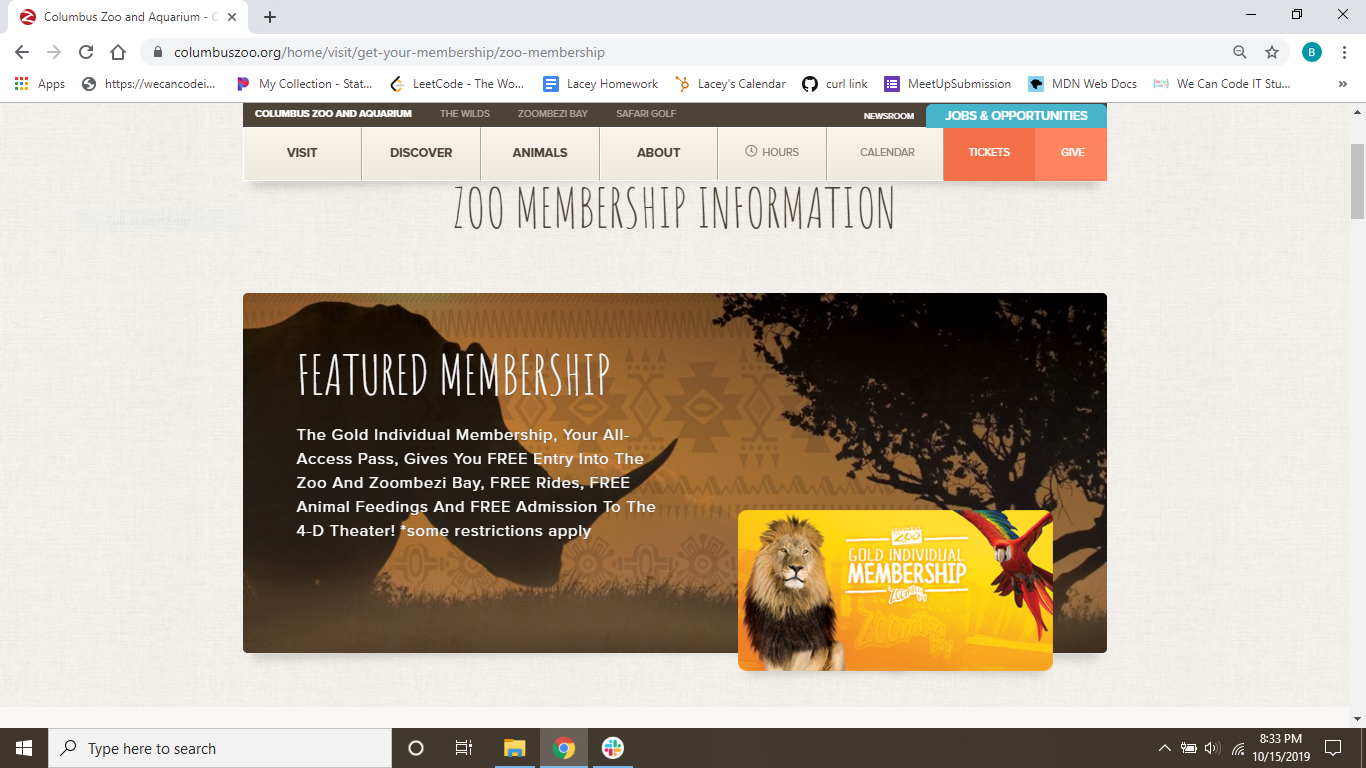 Columbus Zoo and Aquarium - C
columbuszoo.org/home/visit/get-your-membership/zoo-membership
B
Apps
https://wecancodei...
My Collection - Stat...
LeetCode - The Wo...
Lacey Homework
Lacey's Calendar
curl link
MeetUpSubmission
MDN Web Docs
We Can Code IT Stu...
»
COLUMBUS ZOO AND AQUARIUM
THE WILDS
ZOOMBEZI BAY
SAFARI GOLF
NEWSROOM
JOBS & OPPORTUNITIES
VISIT
DISCOVER
ANIMALS
ABOUT
HOURS
CALENDAR
TICKETS
GIVE
ZOO MEMBERSHIP INFORMATION
FEATURED MEMBERSHIP
The Gold Individual Membership, Your All-
Access Pass, Gives You FREE Entry Into The
Zoo And Zoombezi Bay, FREE Rides, FREE
Animal Feedings And FREE Admission To The
4-D Theater! *some restrictions apply
ZOO
GOLD INDIVIDUAL
MEMBERSHIP
Type here to search
8:33 PM
10/15/2019